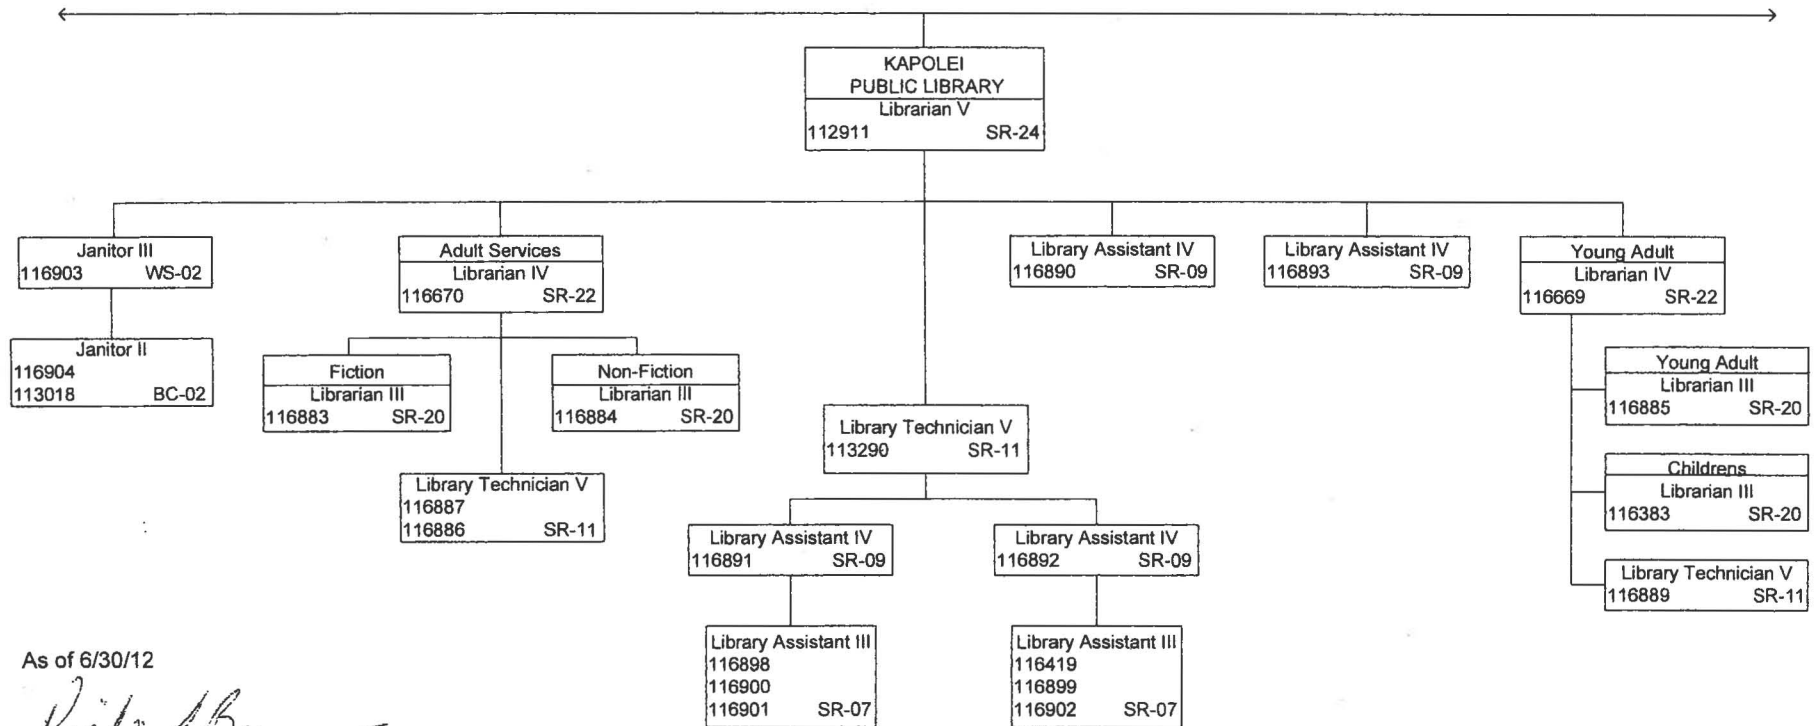 KAPOLEI
PUBLIC LIBRARY
Librarian V
112911 SR-24
Janitor III
116903 WS-02
Janitor II
116904
113018 BC-02
Adult Services
Librarian IV
116670 SR-22
Fiction
Librarian III
116883 SR-20
Non-Fiction
Librarian III
116884 SR-20
Library Technician V
116887
116886 SR-11
Library Technician V
113290 SR-11
Library Assistant IV
116891 SR-09
Library Assistant III
116898
116900
116901 SR-07
Library Assistant IV
116892 SR-09
Library Assistant III
116419
116899
116902 SR-07
Library Assistant IV
116890 SR-09
Library Assistant IV
116893 SR-09
Young Adult
Librarian IV
116669 SR-22
Young Adult
Librarian III
116885 SR-20
Childrens
Librarian III
116383 SR-20
Library Technician V
116889 SR-11
As of 6/30/12